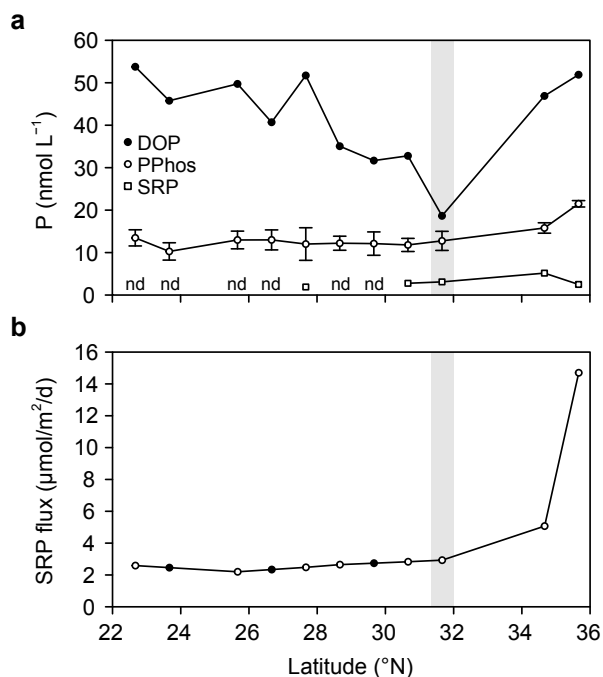 a
60
50
40
30
20
10
0
P (nmol L⁻¹)
DOP
PPhos
SRP
nd nd nd nd nd nd
b
16
14
12
10
8
6
4
2
0
SRP flux (µmol/m²/d)
22 24 26 28 30 32 34 36
Latitude (°N)